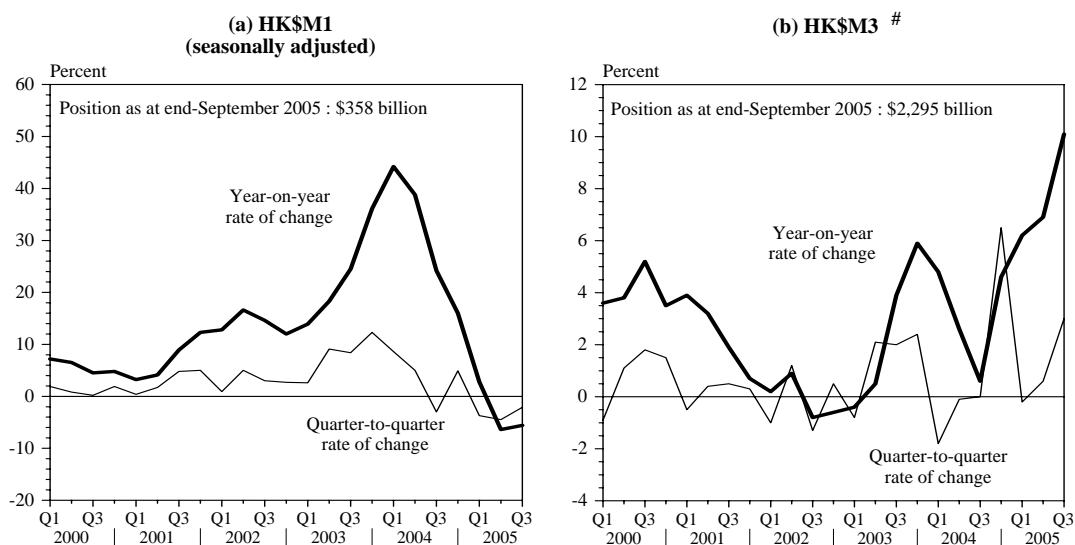 (a) HK$M1
(seasonally adjusted)
Percent
60
50
40
30
20
10
0
-10
-20
Position as at end-September 2005 : $358 billion
Year-on-year
rate of change
Quarter-to-quarter
rate of change
Q1 Q3 Q1 Q3 Q1 Q3 Q1 Q3 Q1 Q3 Q1 Q3
2000 2001 2002 2003 2004 2005
(b) HK$M3 #
Percent
12
10
8
6
4
2
0
-2
-4
Position as at end-September 2005 : $2,295 billion
Year-on-year
rate of change
Quarter-to-quarter
rate of change
Q1 Q3 Q1 Q3 Q1 Q3 Q1 Q3 Q1 Q3 Q1 Q3
2000 2001 2002 2003 2004 2005